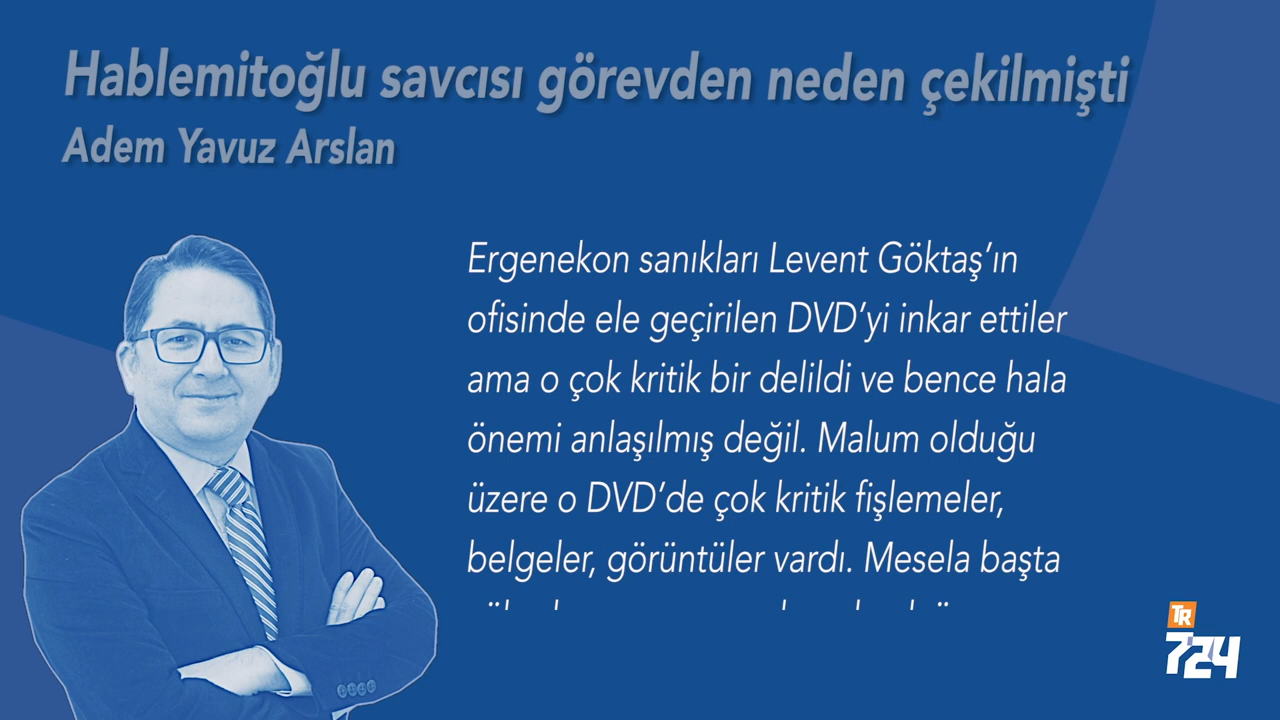 Hablemitoğlu savcısı görevden neden çekilmişti
Adem Yavuz Arslan
Ergenekon sanıkları Levent Göktaş’ın
ofisinde ele geçirilen DVD’yi inkar ettiler
ama o çok kritik bir delildi ve bence hala
önemi anlaşılmış değil. Malum olduğu
üzere o DVD’de çok kritik fişlemeler,
belgeler, görüntüler vardı. Mesela başta
TR
724